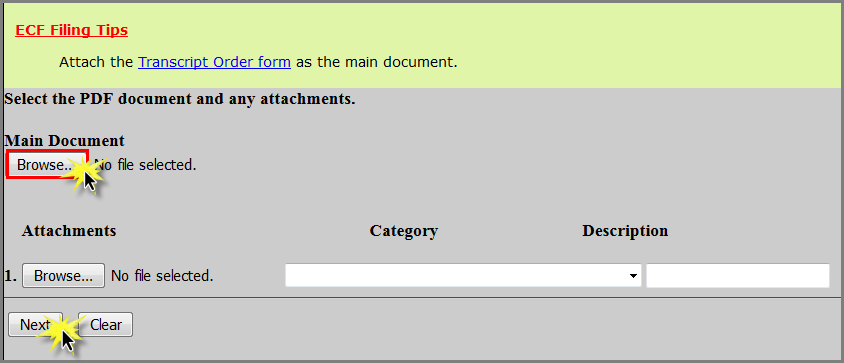 ECF Filing Tips
Attach the Transcript Order form as the main document.
Select the PDF document and any attachments.
Main Document
Browse... No file selected.
Attachments Category Description
1. Browse... No file selected.
Next Clear